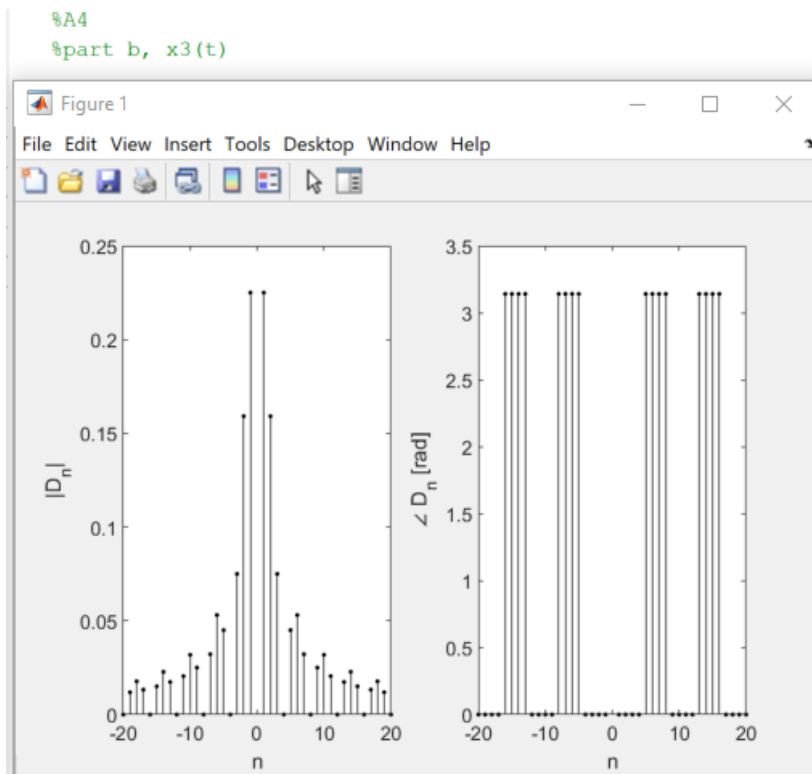 %A4
%part b, x3(t)
Figure 1
File Edit View Insert Tools Desktop Window Help
0.25
0.2
0.15
0.1
0.05
0
-20 -10 0 10 20
n
|Dn|
3.5
3
2.5
2
1.5
1
0.5
0
-20 -10 0 10 20
n
∠ Dn [rad]